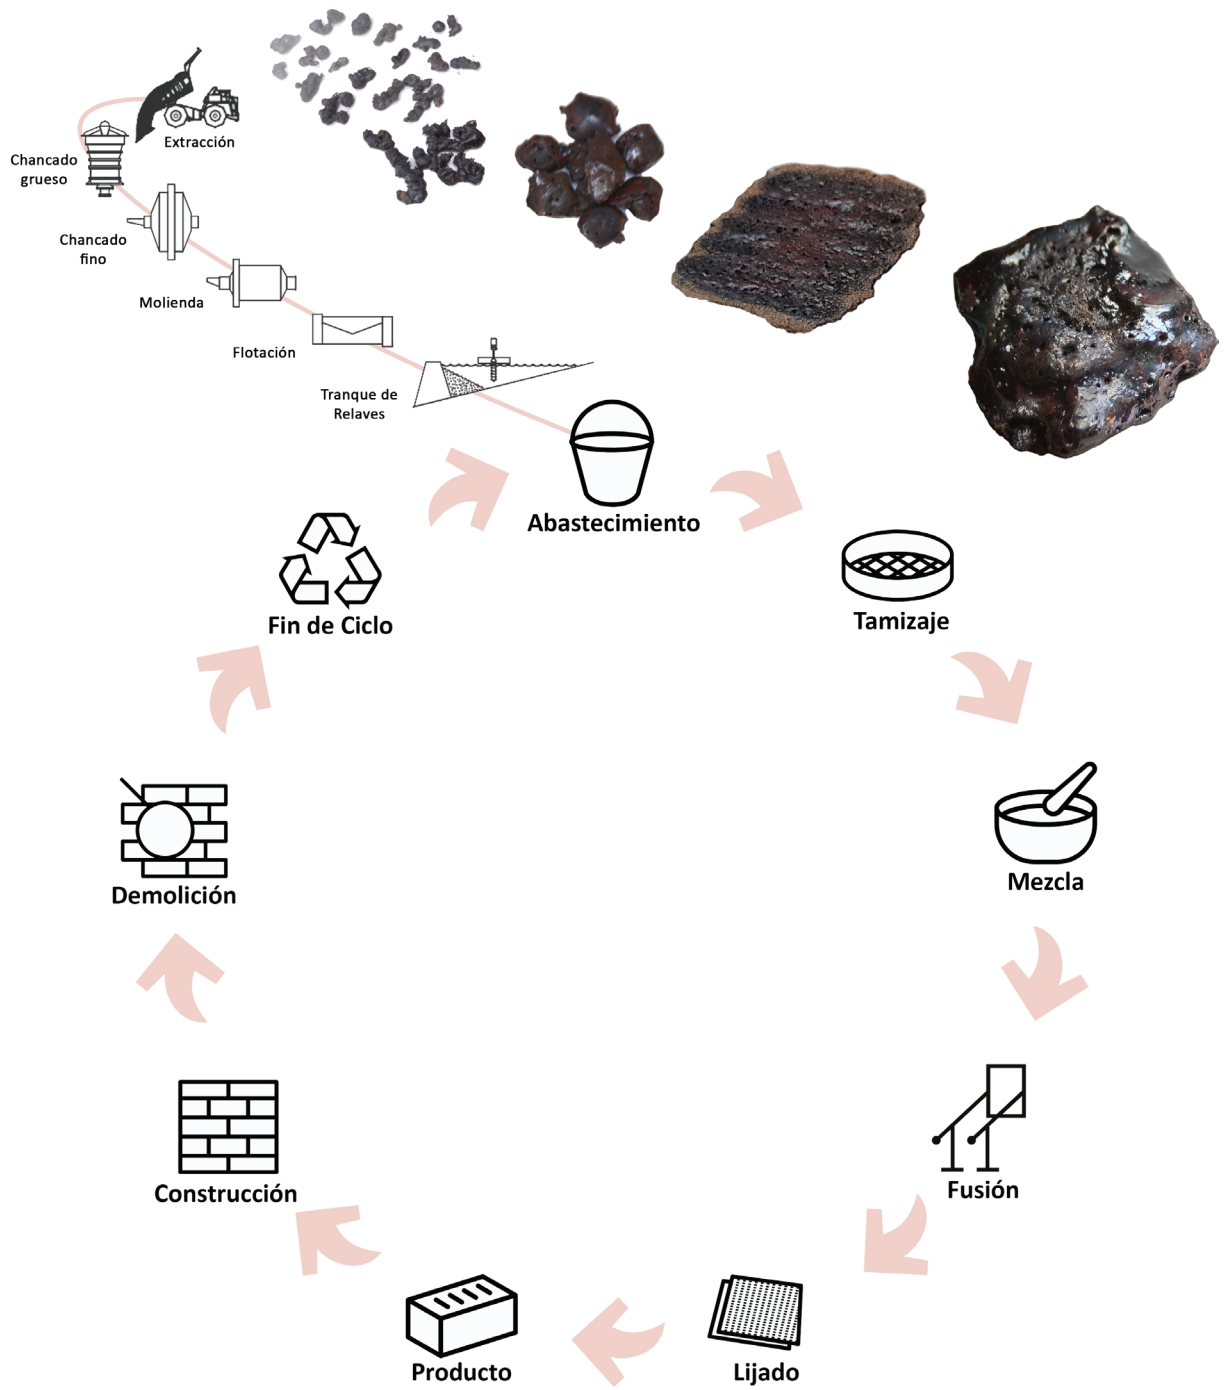 Extracción
Chancado
grueso
Chancado
fino
Molienda
Flotación
Tranque de
Relaves
Abastecimiento
Tamizaje
Mezcla
Fusión
Lijado
Producto
Construcción
Demolición
Fin de Ciclo